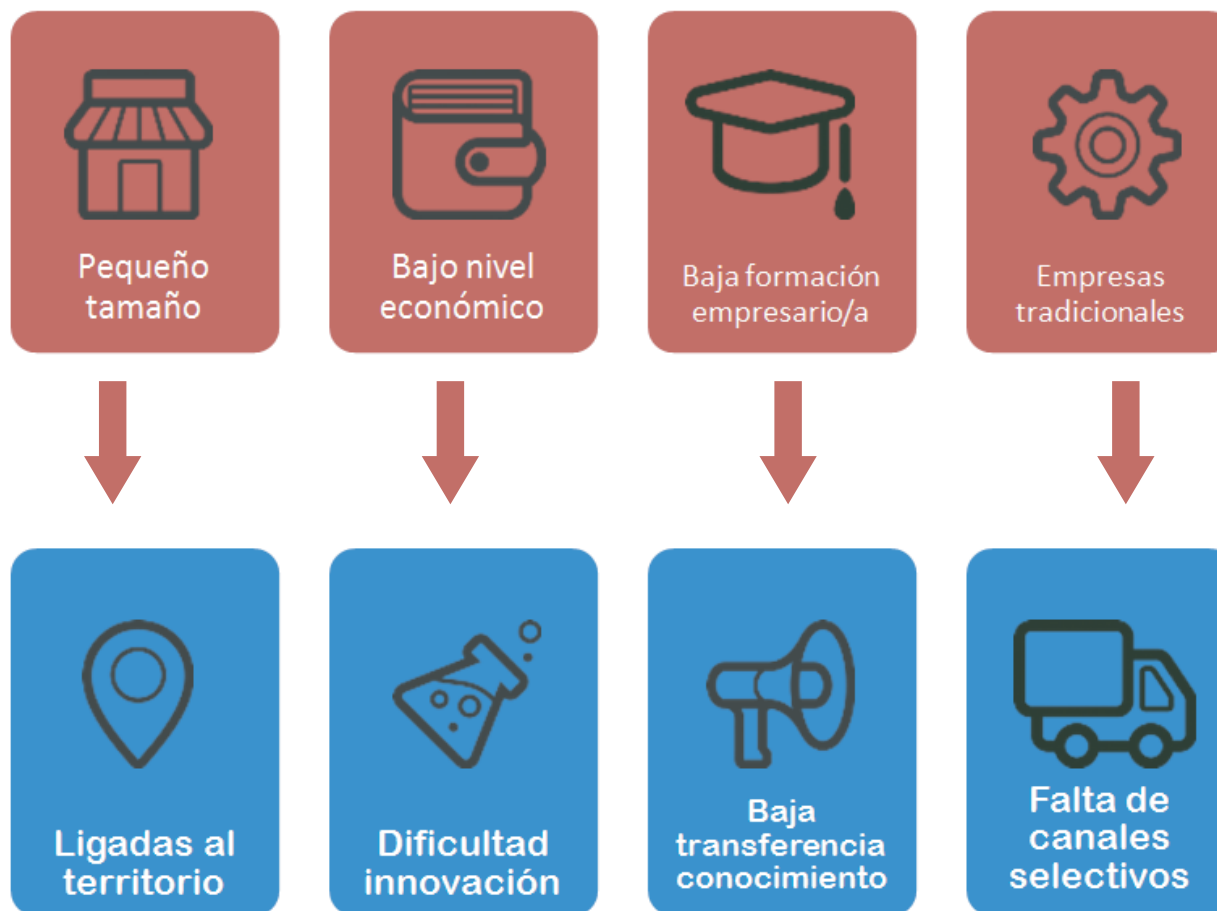 Pequeño
tamaño
Bajo nivel
económico
Baja formación
empresario/a
Empresas
tradicionales
Ligadas al
territorio
Dificultad
innovación
Baja
transferencia
conocimiento
Falta de
canales
selectivos